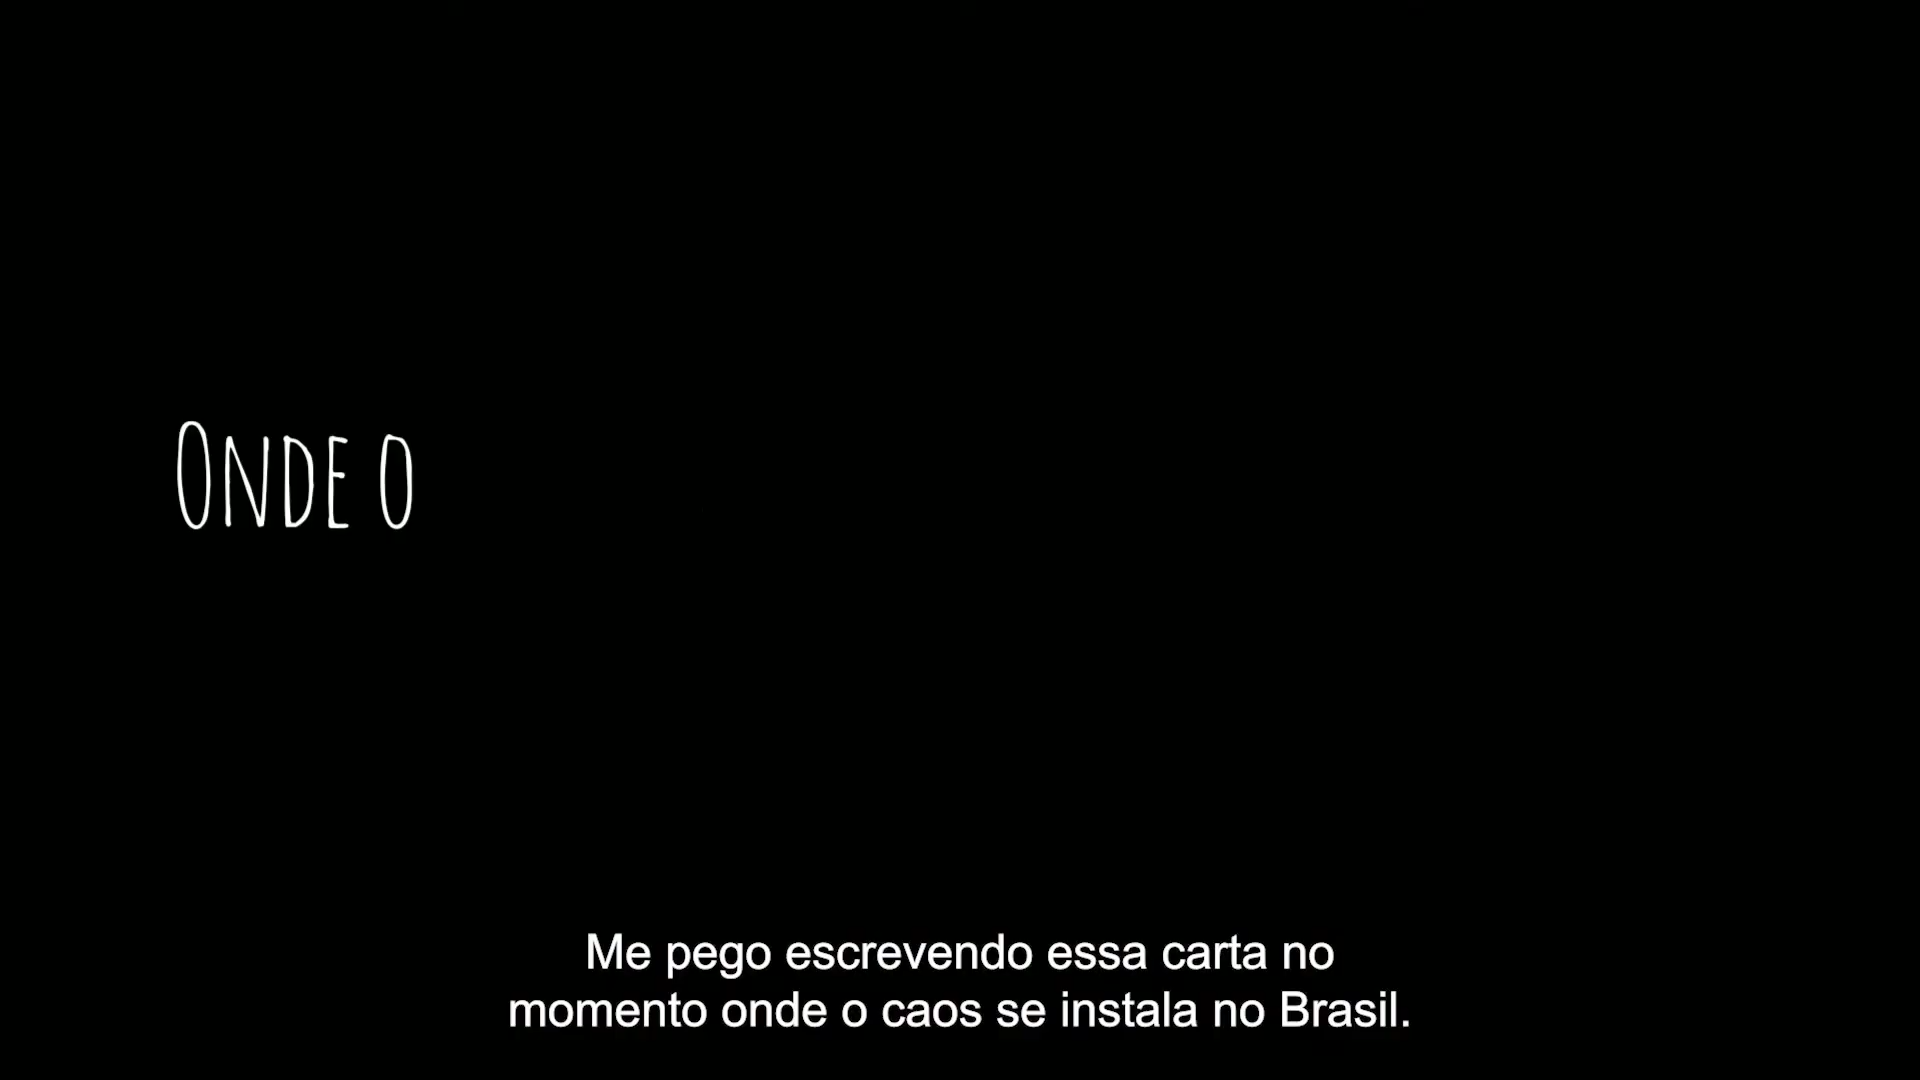 Onde o
Me pego escrevendo essa carta no
momento onde o caos se instala no Brasil.